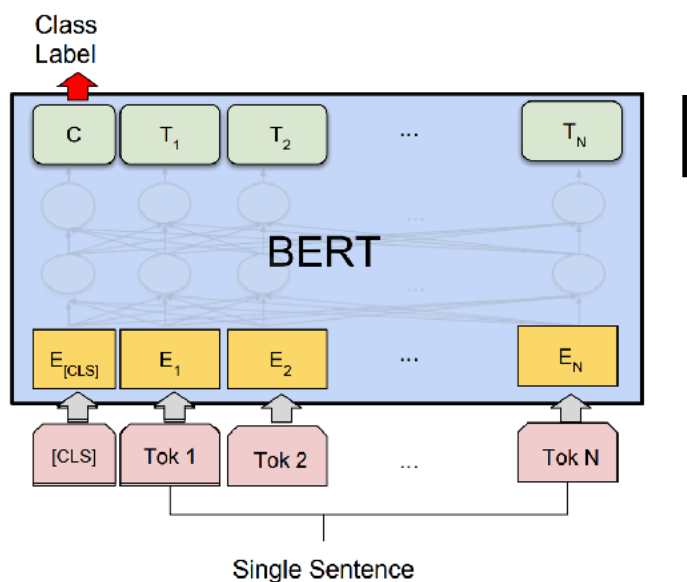 Class
Label
C T1 T2 ... TN
...
BERT
...
E[CLS] E1 E2 ... EN
[CLS] Tok 1 Tok 2 ... Tok N
Single Sentence